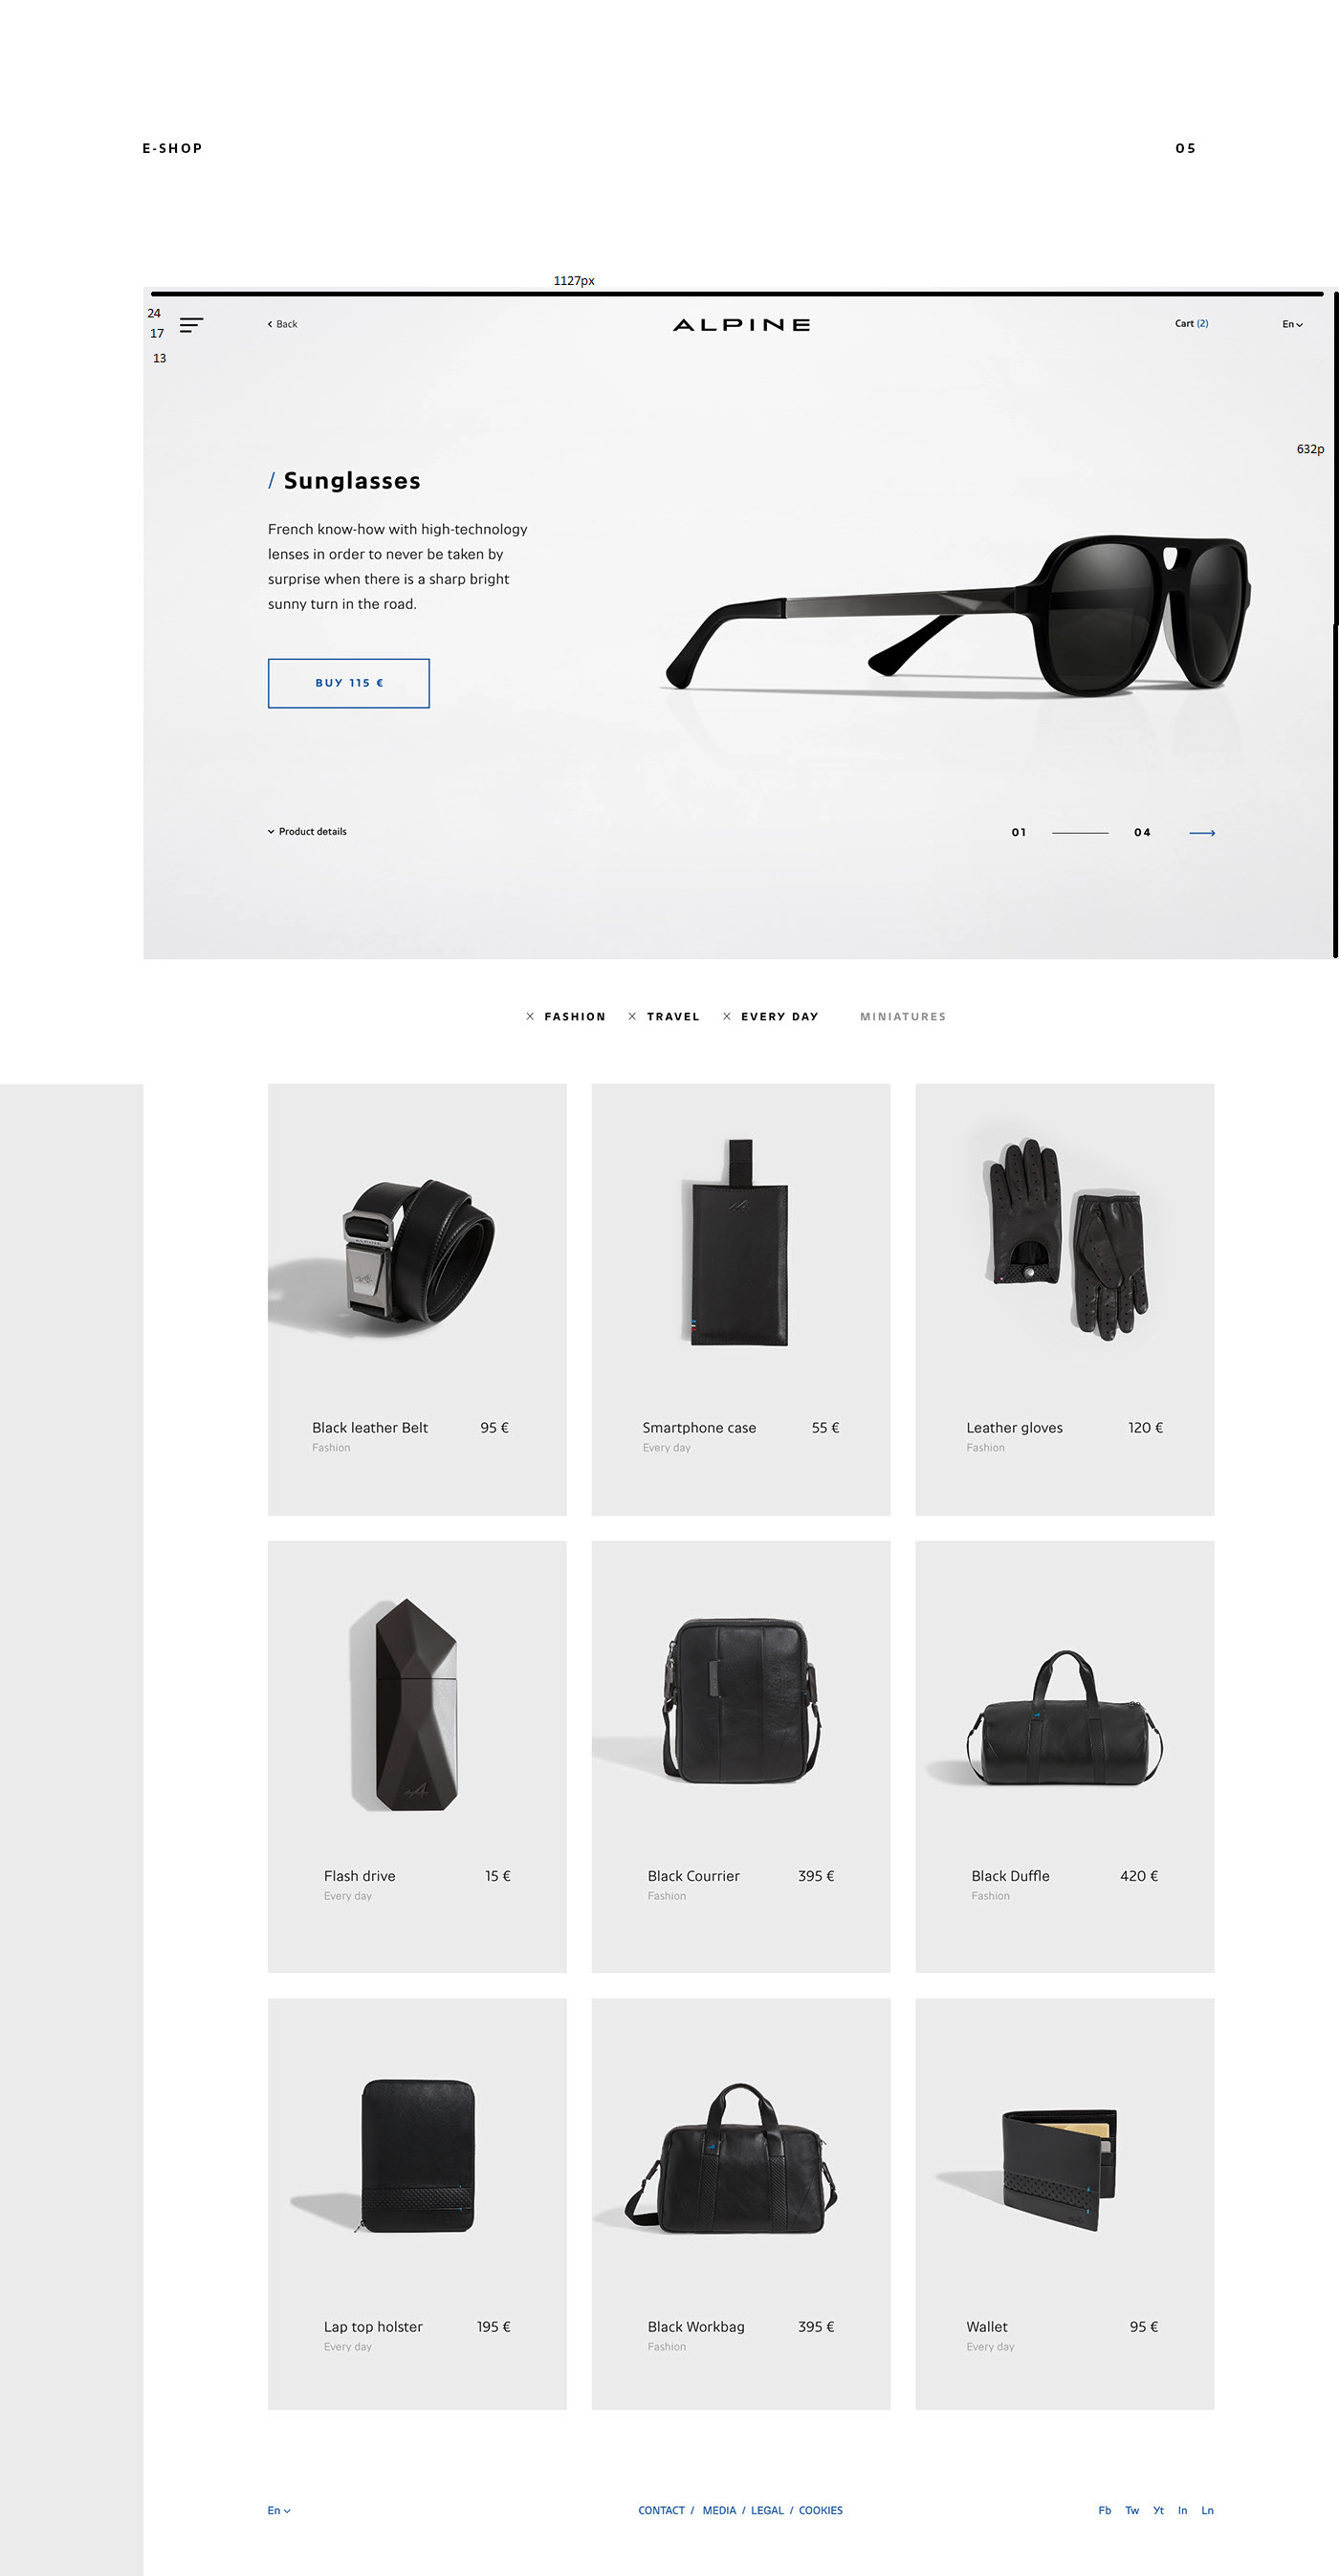 E-SHOP 05
1127px
24
17
13
Back
ALPINE
Cart (2)
En
632p
/ Sunglasses
French know-how with high-technology
lenses in order to never be taken by
surprise when there is a sharp bright
sunny turn in the road.
BUY 115 €
Product details
01 04
× FASHION × TRAVEL × EVERY DAY MINIATURES
Black leather Belt 95 €
Fashion
Smartphone case 55 €
Every day
Leather gloves 120 €
Fashion
Flash drive 15 €
Every day
Black Courrier 395 €
Fashion
Black Duffle 420 €
Fashion
Lap top holster 195 €
Every day
Black Workbag 395 €
Fashion
Wallet 95 €
Every day
En
CONTACT / MEDIA / LEGAL / COOKIES
Fb Tw Yt In Ln